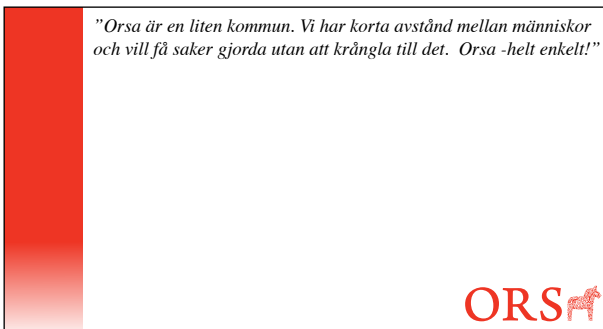 ”Orsa är en liten kommun. Vi har korta avstånd mellan människor
och vill få saker gjorda utan att krångla till det.  Orsa -helt enkelt!”
ORS